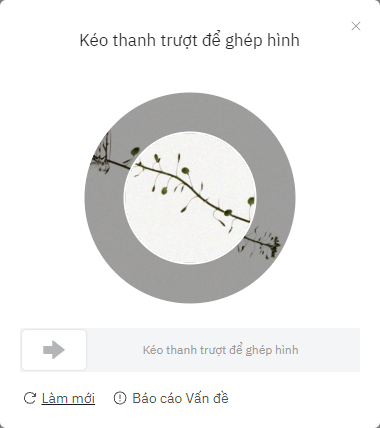 Kéo thanh trượt để ghép hình
Kéo thanh trượt để ghép hình
Làm mới
Báo cáo Vấn đề